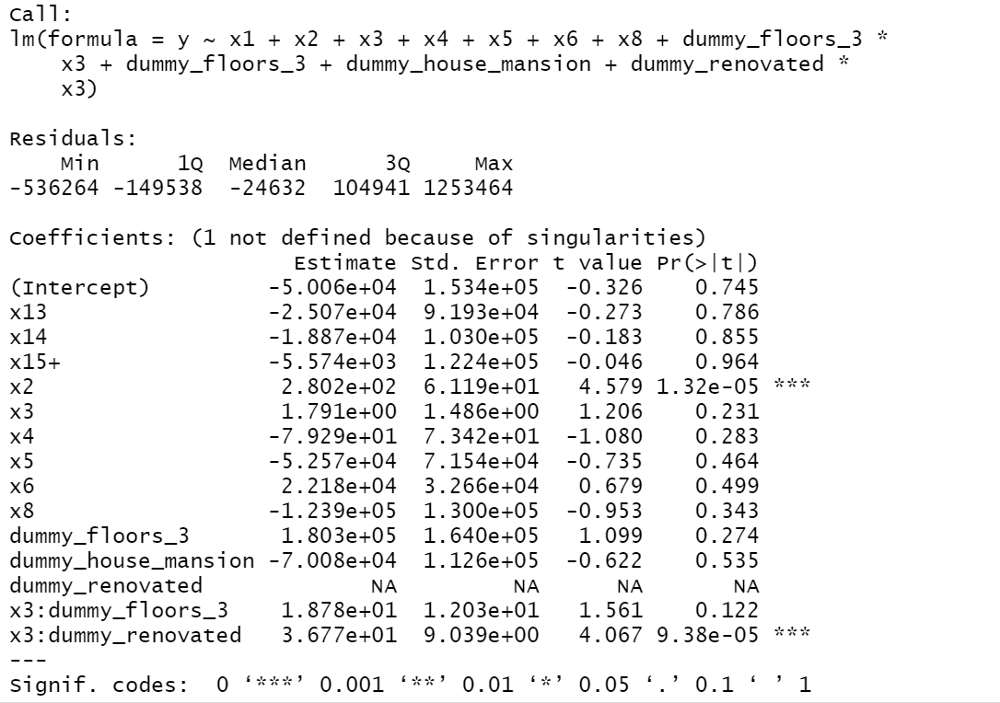 Call:
lm(formula = y ~ x1 + x2 + x3 + x4 + x5 + x6 + x8 + dummy_floors_3 *
    x3 + dummy_floors_3 + dummy_house_mansion + dummy_renovated *
    x3)

Residuals:
    Min      1Q  Median      3Q     Max
-536264 -149538  -24632  104941 1253464

Coefficients: (1 not defined because of singularities)
                      Estimate Std. Error t value Pr(>|t|)
(Intercept)         -5.006e+04  1.534e+05  -0.326    0.745
x13                 -2.507e+04  9.193e+04  -0.273    0.786
x14                 -1.887e+04  1.030e+05  -0.183    0.855
x15+                -5.574e+03  1.224e+05  -0.046    0.964
x2                   2.802e+02  6.119e+01   4.579 1.32e-05 ***
x3                   1.791e+00  1.486e+00   1.206    0.231
x4                  -7.929e+01  7.342e+01  -1.080    0.283
x5                  -5.257e+04  7.154e+04  -0.735    0.464
x6                   2.218e+04  3.266e+04   0.679    0.499
x8                  -1.239e+05  1.300e+05  -0.953    0.343
dummy_floors_3       1.803e+05  1.640e+05   1.099    0.274
dummy_house_mansion -7.008e+04  1.126e+05  -0.622    0.535
dummy_renovated             NA         NA      NA       NA
x3:dummy_floors_3    1.878e+01  1.203e+01   1.561    0.122
x3:dummy_renovated   3.677e+01  9.039e+00   4.067 9.38e-05 ***
---
Signif. codes:  0 ‘***’ 0.001 ‘**’ 0.01 ‘*’ 0.05 ‘.’ 0.1 ‘ ’ 1